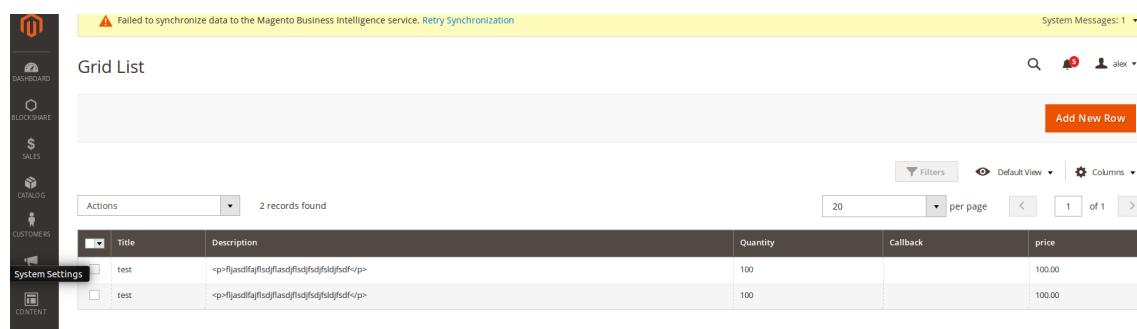 Failed to synchronize data to the Magento Business Intelligence service. Retry Synchronization System Messages: 1
Grid List 5 alex
DASHBOARD
BLOCKSHARE
Add New Row
SALES
Filters Default View Columns
CATALOG
Actions 2 records found 20 per page 1 of 1
CUSTOMERS
Title Description Quantity Callback price
System Settings
test <p>fljasdlfajflsdjflasdjflsdjfsdjfsldjfsdf</p> 100 100.00
test <p>fljasdlfajflsdjflasdjflsdjfsdjfsldjfsdf</p> 100 100.00
CONTENT